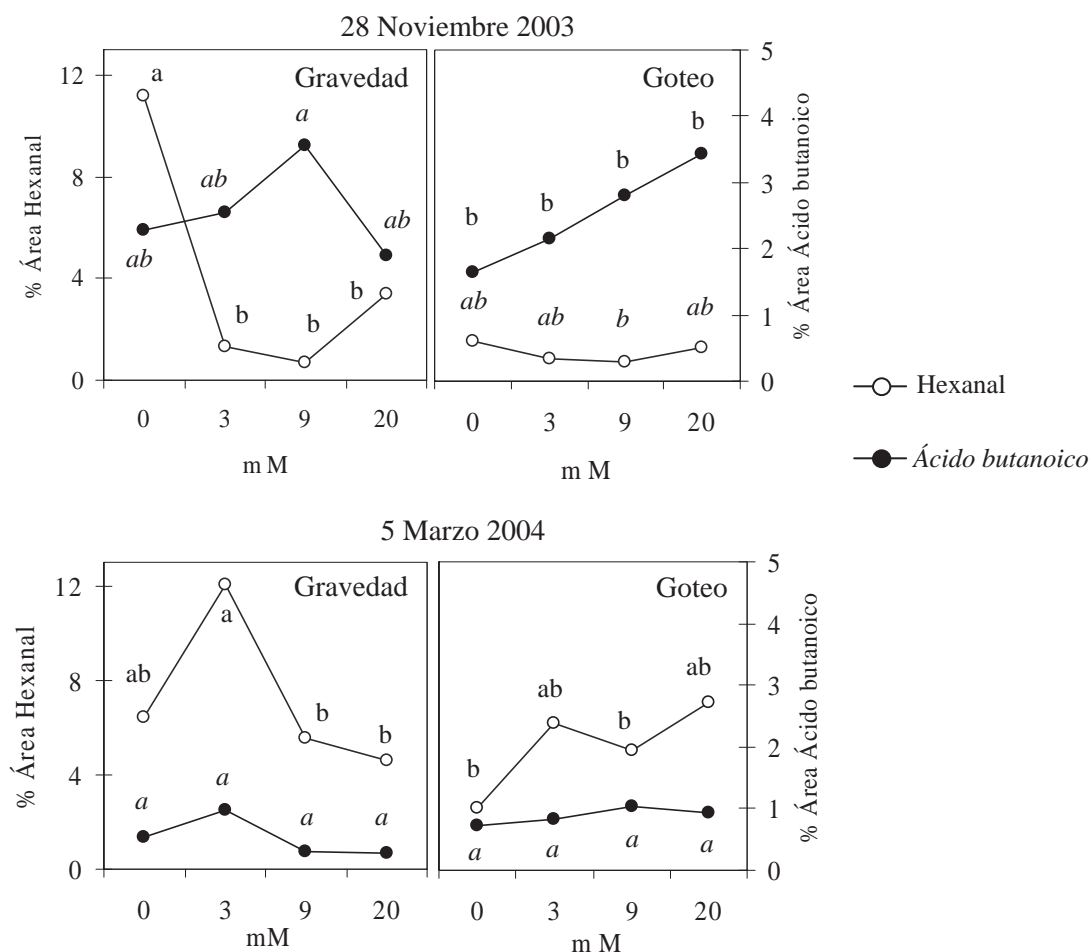 28 Noviembre 2003
Gravedad
Goteo
% Área Hexanal
12
8
4
0
a
b
b
b
ab
ab
a
ab
0 3 9 20
m M
b
b
b
b
ab
ab
b
ab
0 3 9 20
m M
5
4
3
2
1
0
% Área Ácido butanoico
Hexanal
Ácido butanoico
5 Marzo 2004
Gravedad
Goteo
% Área Hexanal
12
8
4
0
ab
a
b
b
a
a
a
a
0 3 9 20
mM
b
ab
b
ab
a
a
a
a
0 3 9 20
m M
5
4
3
2
1
0
% Área Ácido butanoico